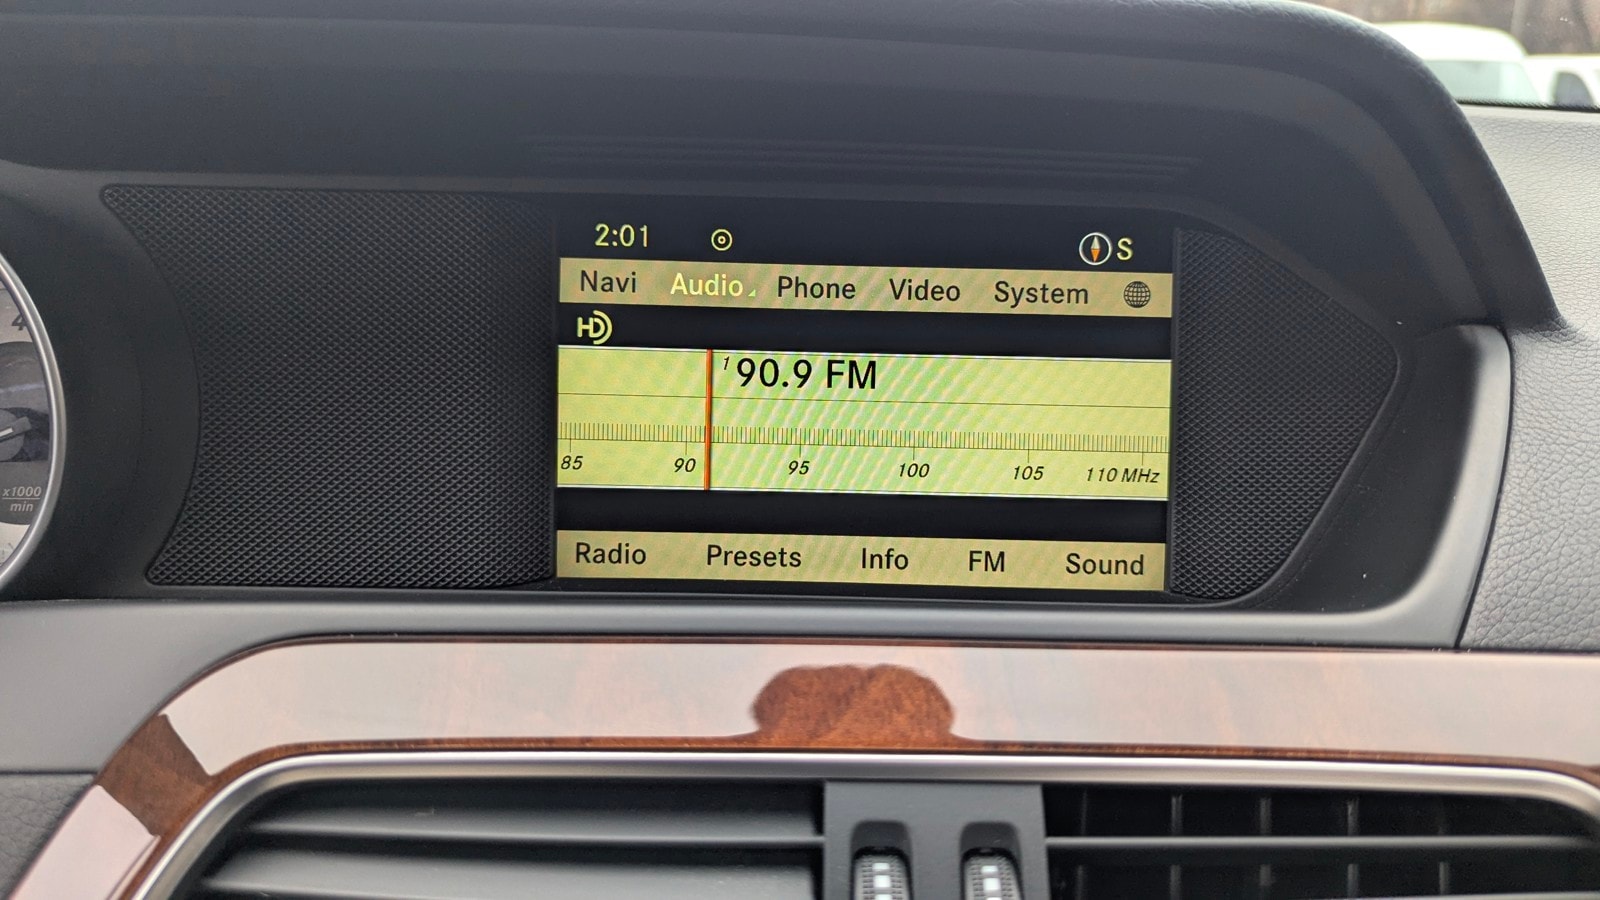 2:01 S
Navi Audio Phone Video System
HD
1 90.9 FM
85 90 95 100 105 110 MHz
Radio Presets Info FM Sound
4
x1000
min